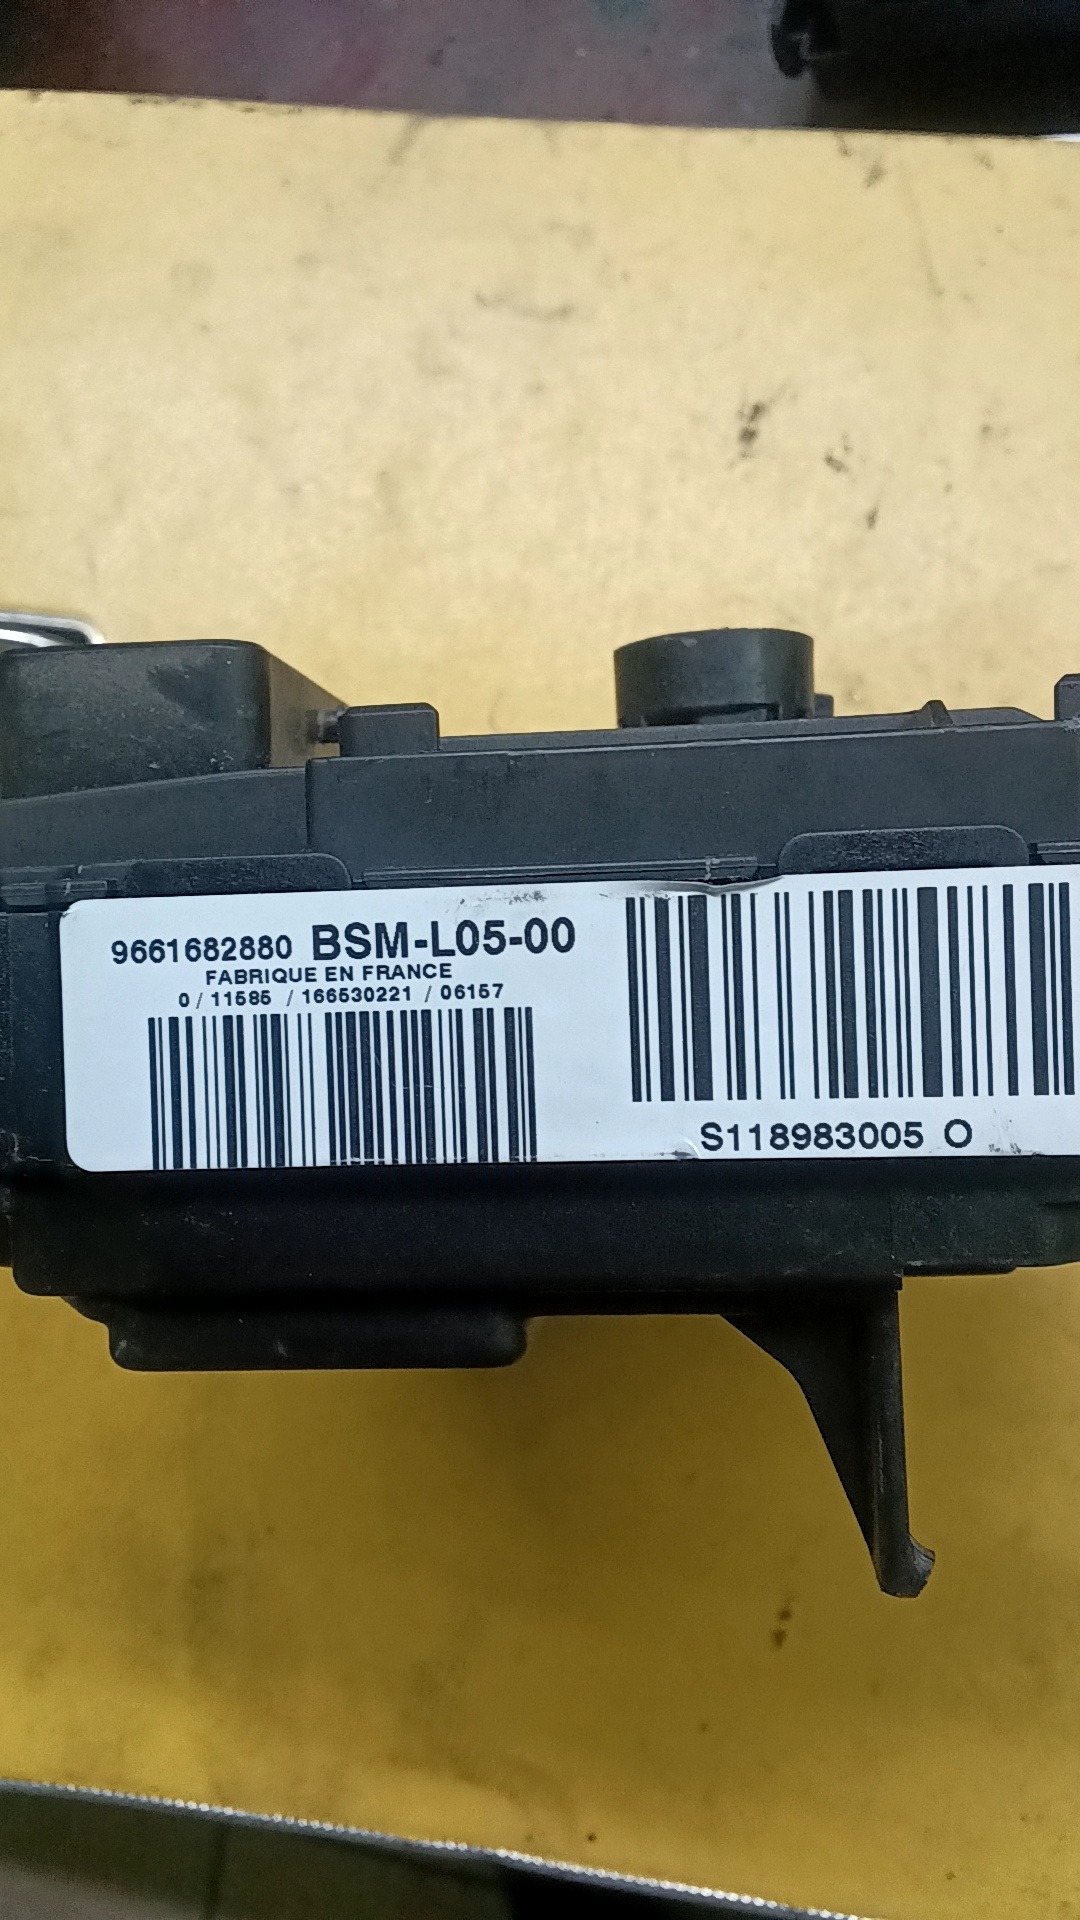 9661682880 BSM-L05-00
FABRIQUE EN FRANCE
0 / 11585 / 166530221 / 06157
S118983005 O